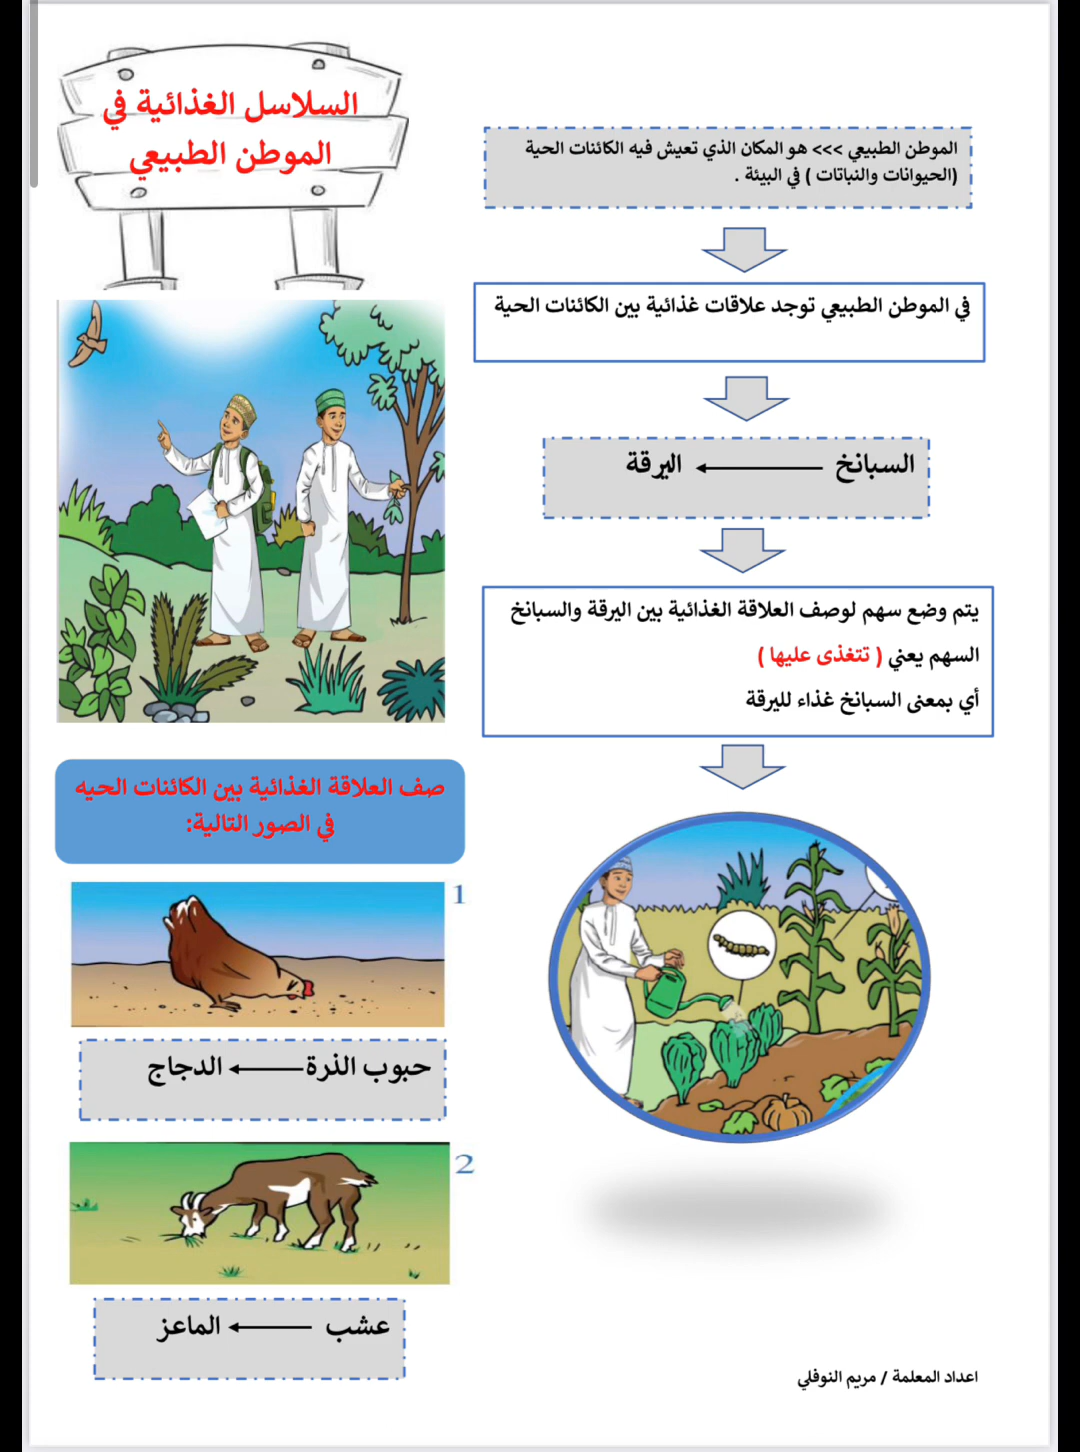 السلاسل الغذائية في
الموطن الطبيعي
الموطن الطبيعي >>> هو المكان الذي تعيش فيه الكائنات الحية
(الحيوانات والنباتات ) في البيئة .
في الموطن الطبيعي توجد علاقات غذائية بين الكائنات الحية
السبانخ ← اليرقة
يتم وضع سهم لوصف العلاقة الغذائية بين اليرقة والسبانخ
السهم يعني ( تتغذى عليها )
أي بمعنى السبانخ غذاء لليرقة
صف العلاقة الغذائية بين الكائنات الحيه
في الصور التالية:
1
حبوب الذرة ← الدجاج
2
عشب ← الماعز
اعداد المعلمة / مريم النوفلي